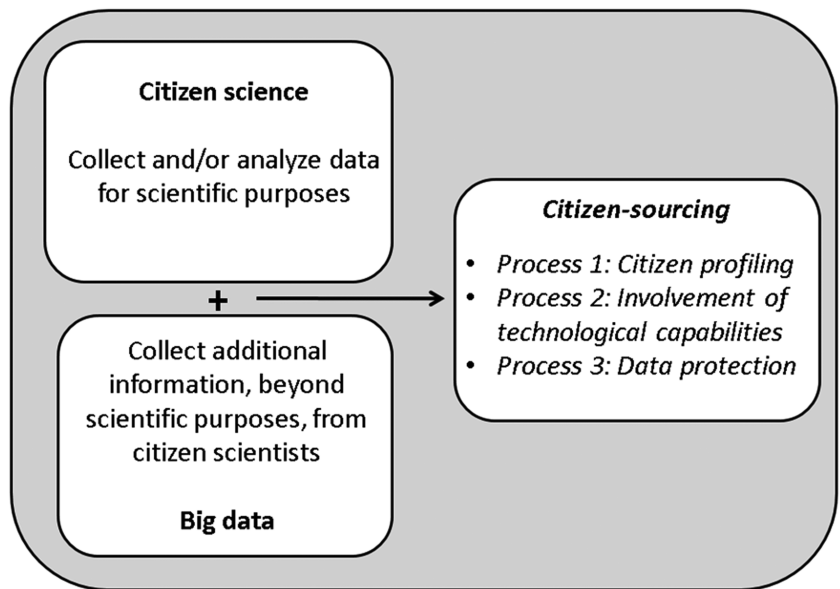 Citizen science
Collect and/or analyze data
for scientific purposes
+
Collect additional
information, beyond
scientific purposes, from
citizen scientists
Big data
Citizen-sourcing
• Process 1: Citizen profiling
• Process 2: Involvement of
technological capabilities
• Process 3: Data protection